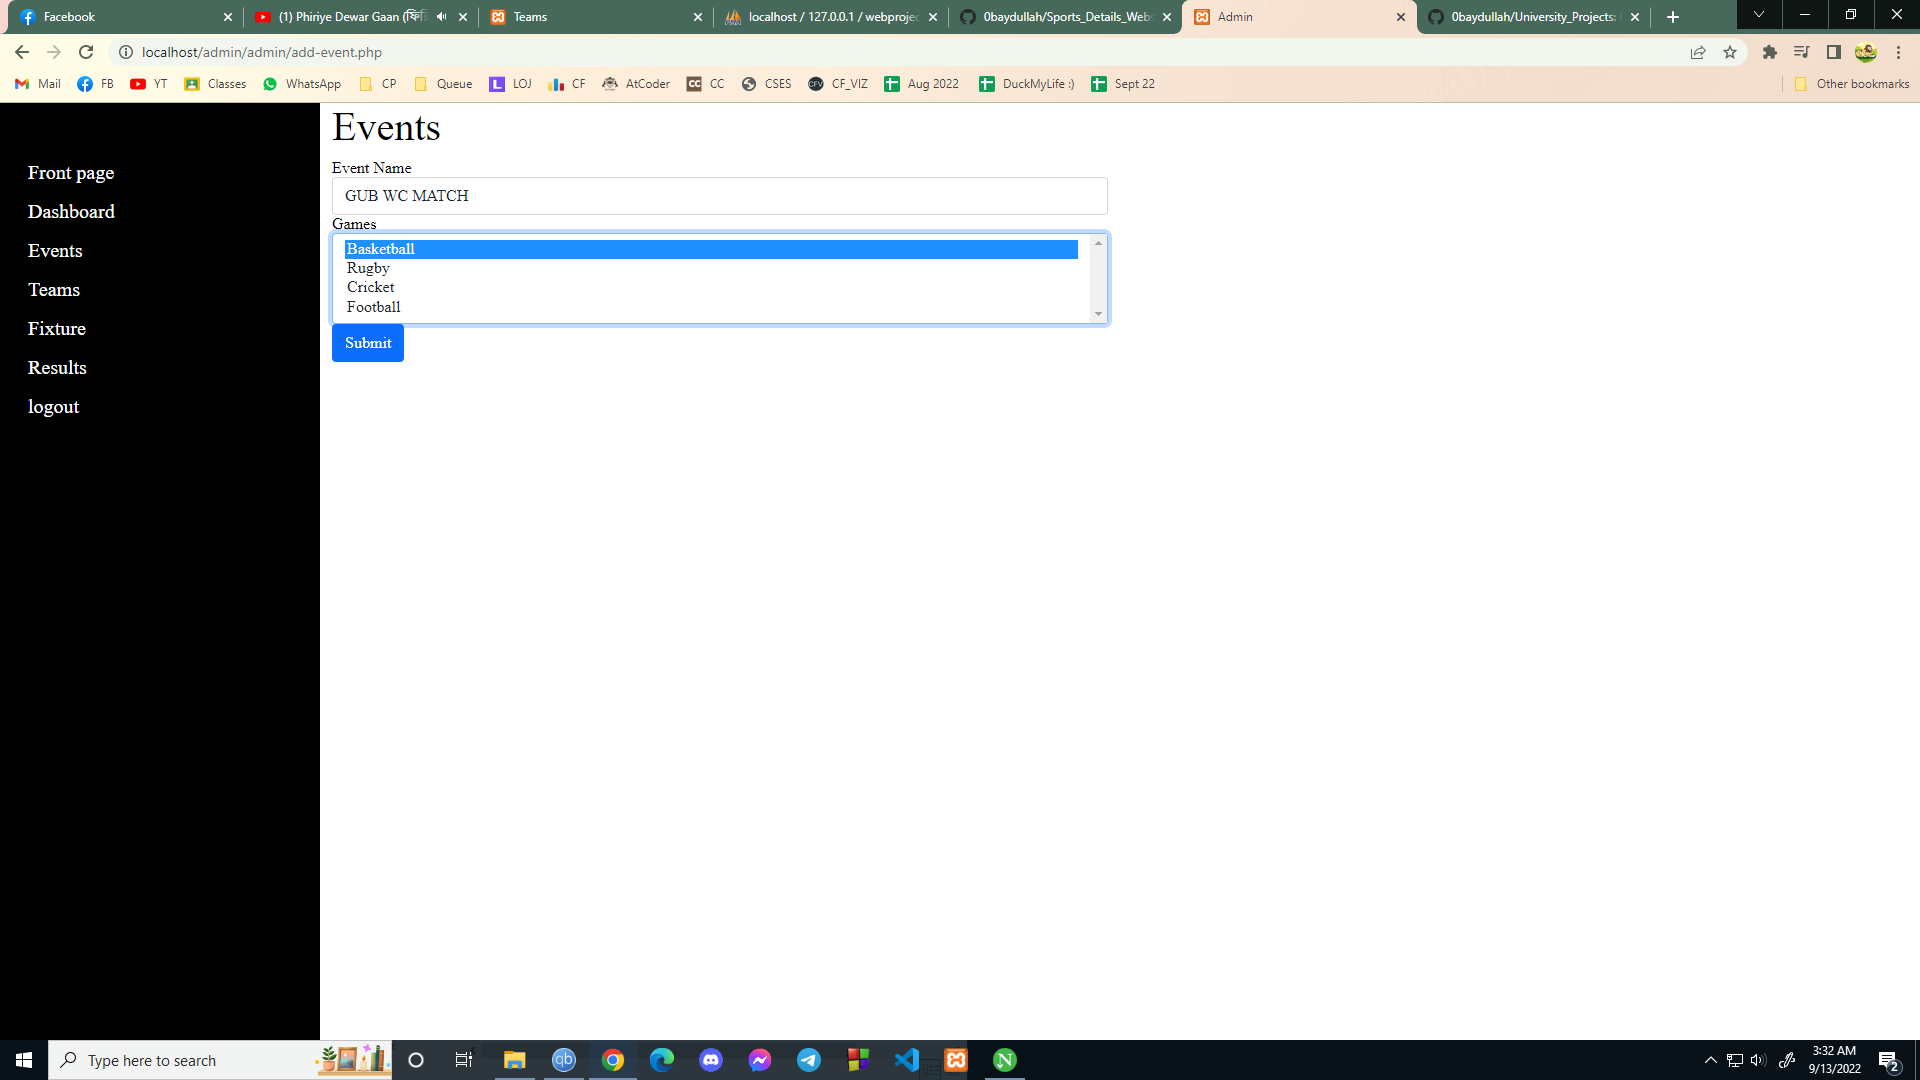 Facebook
(1) Phiriye Dewar Gaan (ফিরি
Teams
localhost / 127.0.0.1 / webprojec
0baydullah/Sports_Details_Webs
Admin
0baydullah/University_Projects:
localhost/admin/admin/add-event.php
Mail FB YT Classes WhatsApp CP Queue LOJ CF AtCoder CC CSES CF_VIZ Aug 2022 DuckMyLife :) Sept 22 Other bookmarks
Front page
Dashboard
Events
Teams
Fixture
Results
logout
Events
Event Name
GUB WC MATCH
Games
Basketball
Rugby
Cricket
Football
Submit
Type here to search
3:32 AM
9/13/2022
2